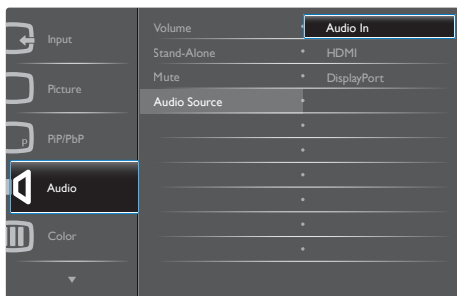 Input
Picture
P
PiP/PbP
Audio
Color
Volume
Stand-Alone
Mute
Audio Source
Audio In
HDMI
DisplayPort